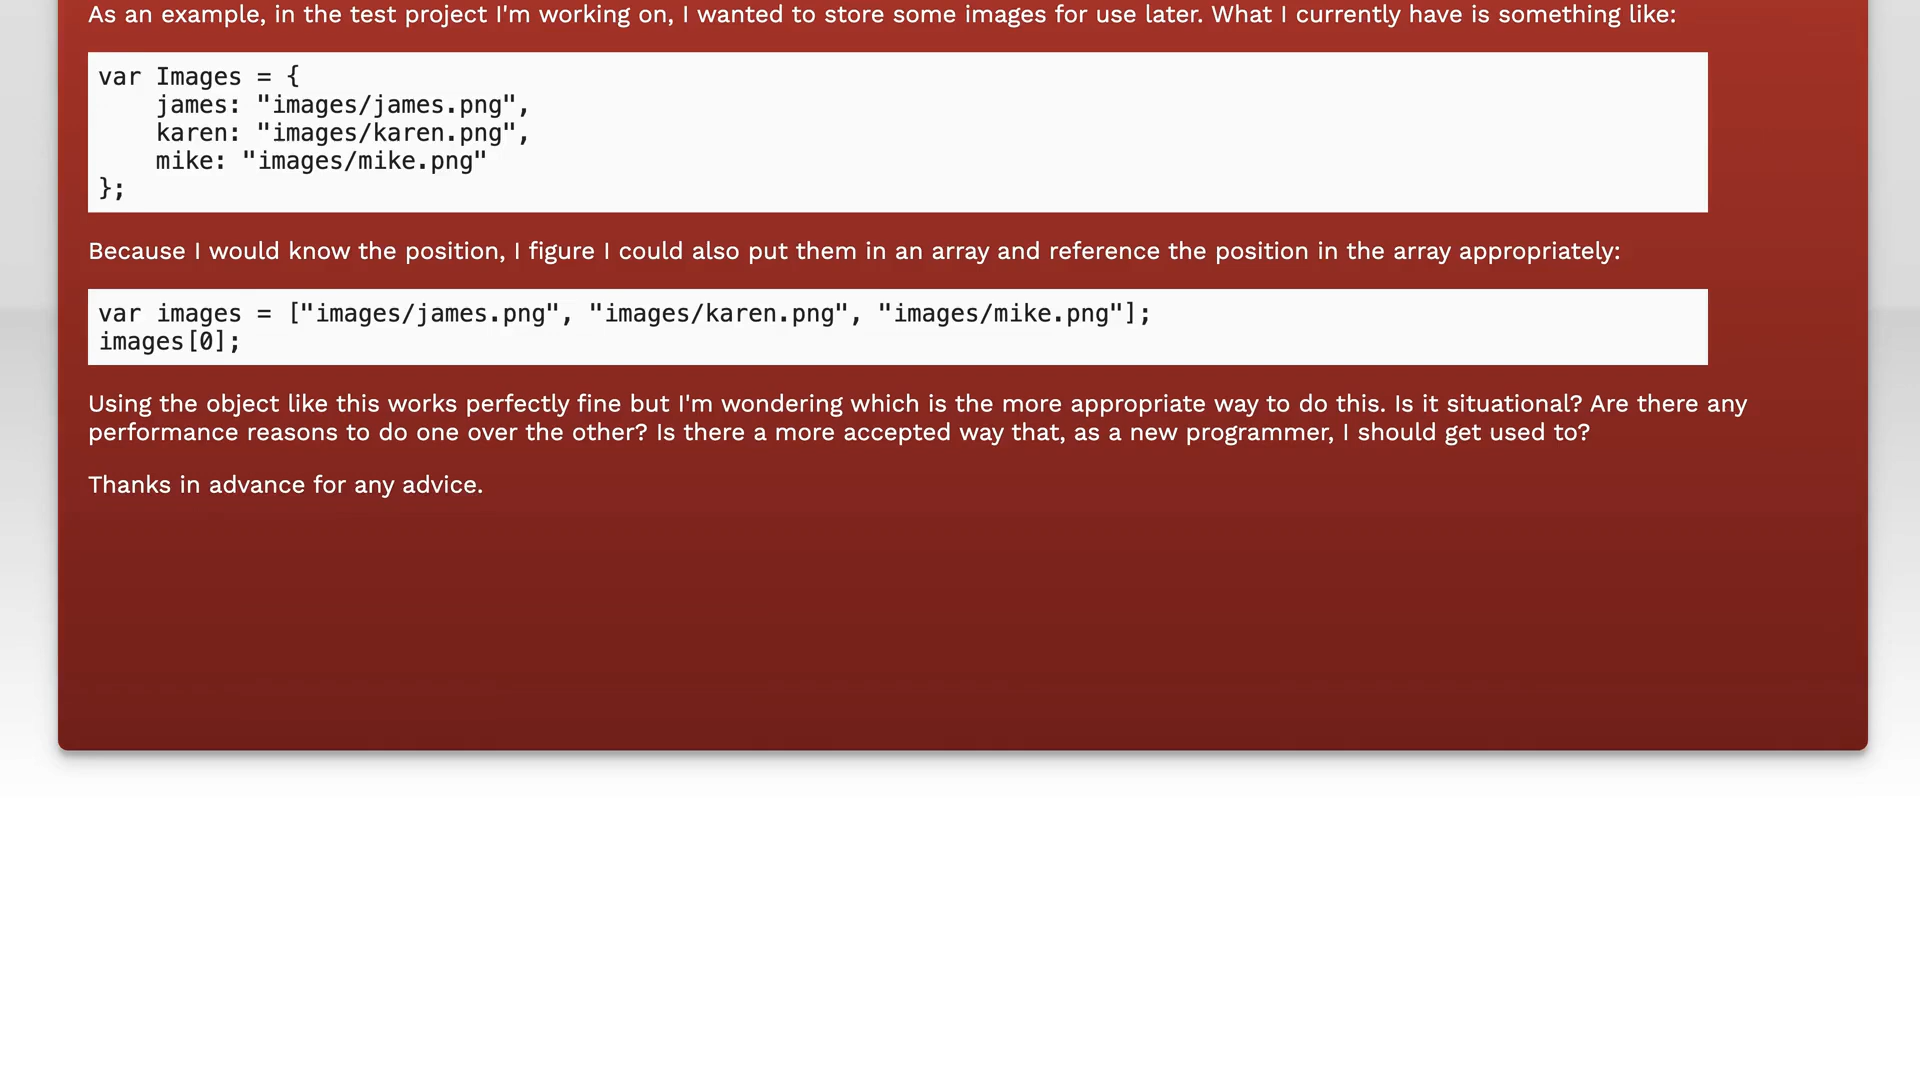 As an example, in the test project I'm working on, I wanted to store some images for use later. What I currently have is something like:
var Images = {
    james: "images/james.png",
    karen: "images/karen.png",
    mike: "images/mike.png"
};
Because I would know the position, I figure I could also put them in an array and reference the position in the array appropriately:
var images = ["images/james.png", "images/karen.png", "images/mike.png"];
images[0];
Using the object like this works perfectly fine but I'm wondering which is the more appropriate way to do this. Is it situational? Are there any
performance reasons to do one over the other? Is there a more accepted way that, as a new programmer, I should get used to?
Thanks in advance for any advice.